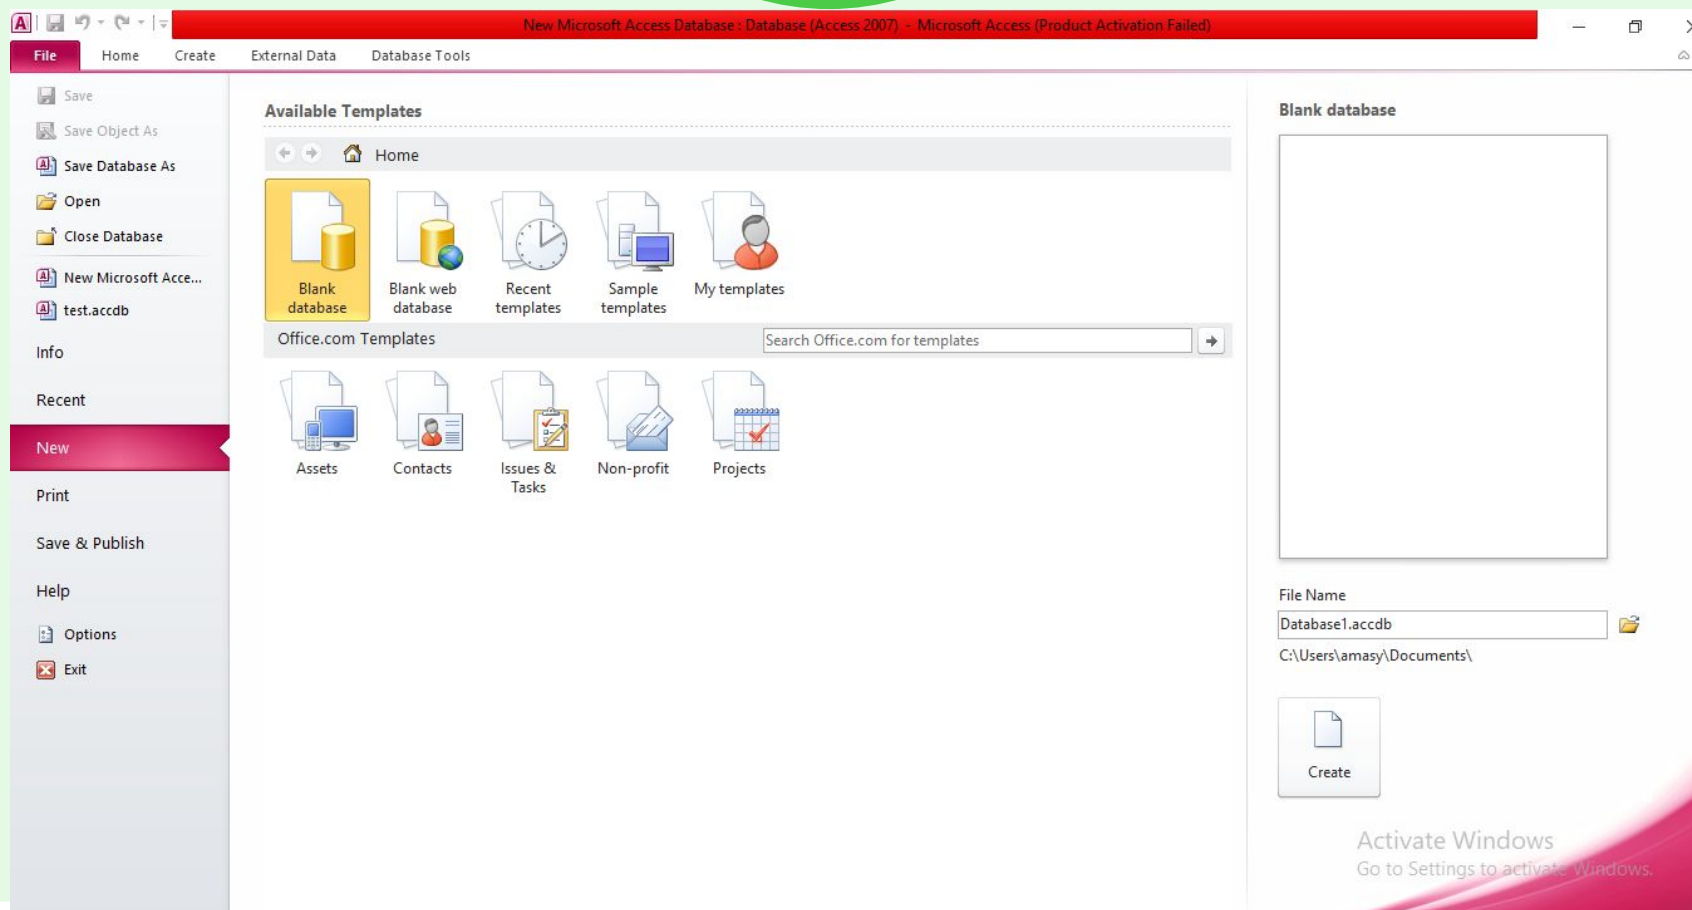 New Microsoft Access Database : Database (Access 2007) - Microsoft Access (Product Activation Failed)
File Home Create External Data Database Tools
Save
Save Object As
Save Database As
Open
Close Database
New Microsoft Acce...
test.accdb
Info
Recent
New
Print
Save & Publish
Help
Options
Exit
Available Templates
Home
Blank
database
Blank web
database
Recent
templates
Sample
templates
My templates
Office.com Templates
Search Office.com for templates
Assets
Contacts
Issues &
Tasks
Non-profit
Projects
Blank database
File Name
Database1.accdb
C:\Users\amasy\Documents\
Create
Activate Windows
Go to Settings to activate Windows.